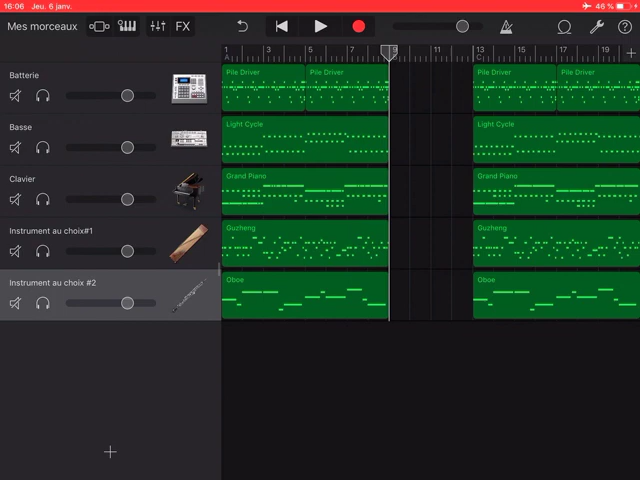 16:06 Jeu. 6 janv. 46 %
Mes morceaux FX
1 3 5 7 9 11 13 15 17 19
A C
Batterie
Pile Driver Pile Driver Pile Driver Pile Driver
Basse
Light Cycle Light Cycle
Clavier
Grand Piano Grand Piano
Instrument au choix#1
Guzheng Guzheng
Instrument au choix #2
Oboe Oboe